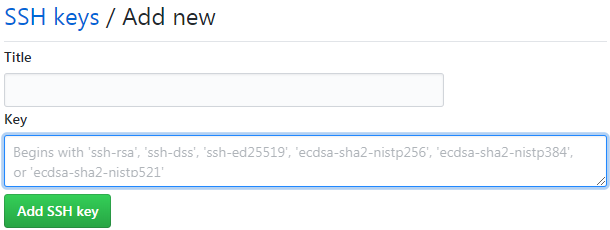 SSH keys / Add new
Title
Key
Begins with 'ssh-rsa', 'ssh-dss', 'ssh-ed25519', 'ecdsa-sha2-nistp256', 'ecdsa-sha2-nistp384',
or 'ecdsa-sha2-nistp521'
Add SSH key